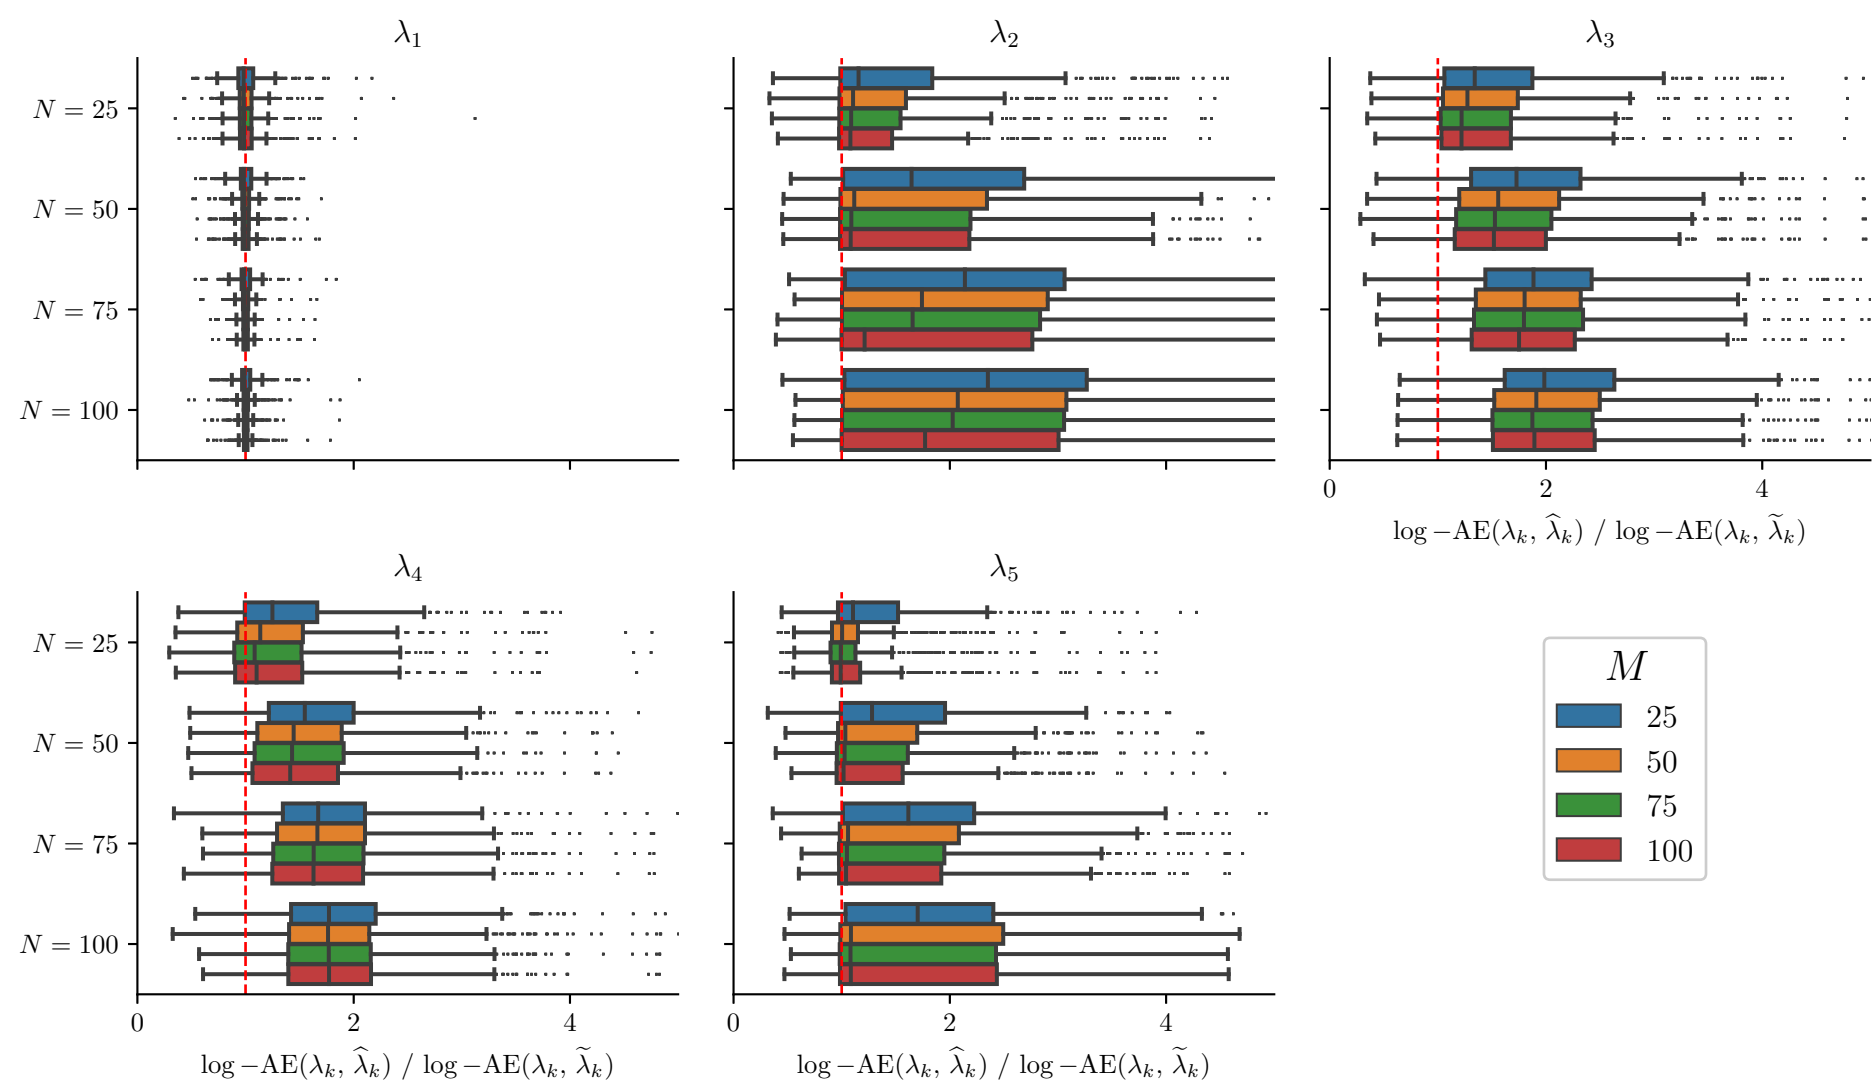 λ₁
λ₂
λ₃
N = 25
N = 50
N = 75
N = 100
0
2
4
log −AE(λₖ, λ̂ₖ) / log −AE(λₖ, λ̃ₖ)
λ₄
λ₅
N = 25
N = 50
N = 75
N = 100
0
2
4
0
2
4
log −AE(λₖ, λ̂ₖ) / log −AE(λₖ, λ̃ₖ)
log −AE(λₖ, λ̂ₖ) / log −AE(λₖ, λ̃ₖ)
M
25
50
75
100